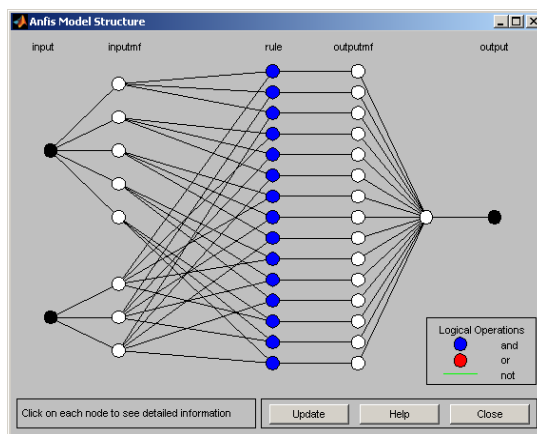 Anfis Model Structure
input inputmf rule outputmf output
Logical Operations
and
or
not
Click on each node to see detailed information
Update Help Close